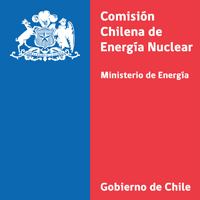 Comisión
Chilena de
Energía Nuclear
Ministerio de Energía
Gobierno de Chile